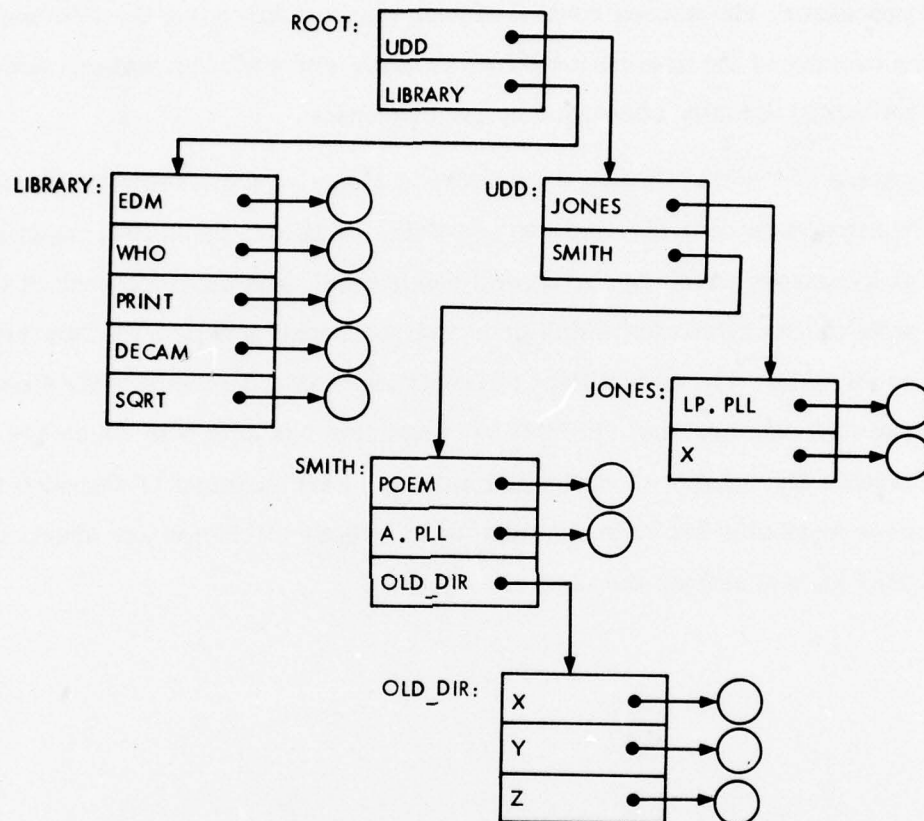 ROOT:
UDD
LIBRARY
LIBRARY:
EDM
WHO
PRINT
DECAM
SQRT
UDD:
JONES
SMITH
JONES:
LP.PLL
X
SMITH:
POEM
A.PLL
OLD_DIR
OLD_DIR:
X
Y
Z